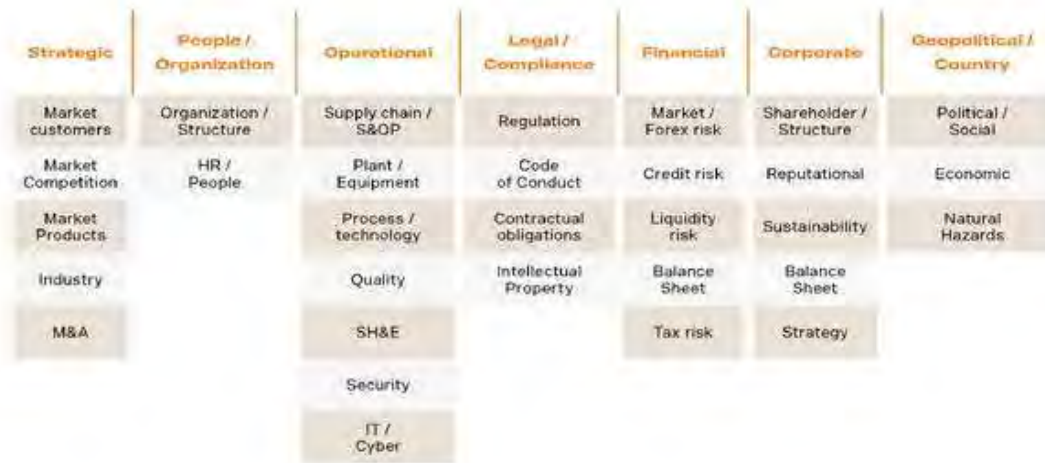 Strategic
People /
Organization
Operational
Legal /
Compliance
Financial
Corporate
Geopolitical /
Country
Market
customers
Organization /
Structure
Supply chain /
S&OP
Regulation
Market /
Forex risk
Shareholder /
Structure
Political /
Social
Market
Competition
HR /
People
Plant /
Equipment
Code
of Conduct
Credit risk
Reputational
Economic
Market
Products
Process /
technology
Contractual
obligations
Liquidity
risk
Sustainability
Natural
Hazards
Industry
Quality
Intellectual
Property
Balance
Sheet
Balance
Sheet
M&A
SH&E
Tax risk
Strategy
Security
IT /
Cyber